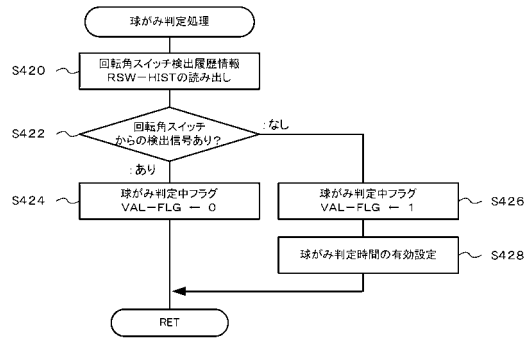 球がみ判定処理
S420
回転角スイッチ検出履歴情報
RSW-HISTの読み出し
S422
回転角スイッチ
からの検出信号あり?
:なし
:あり
S424
球がみ判定中フラグ
VAL-FLG ← 0
球がみ判定中フラグ
VAL-FLG ← 1
S426
球がみ判定時間の有効設定
S428
RET